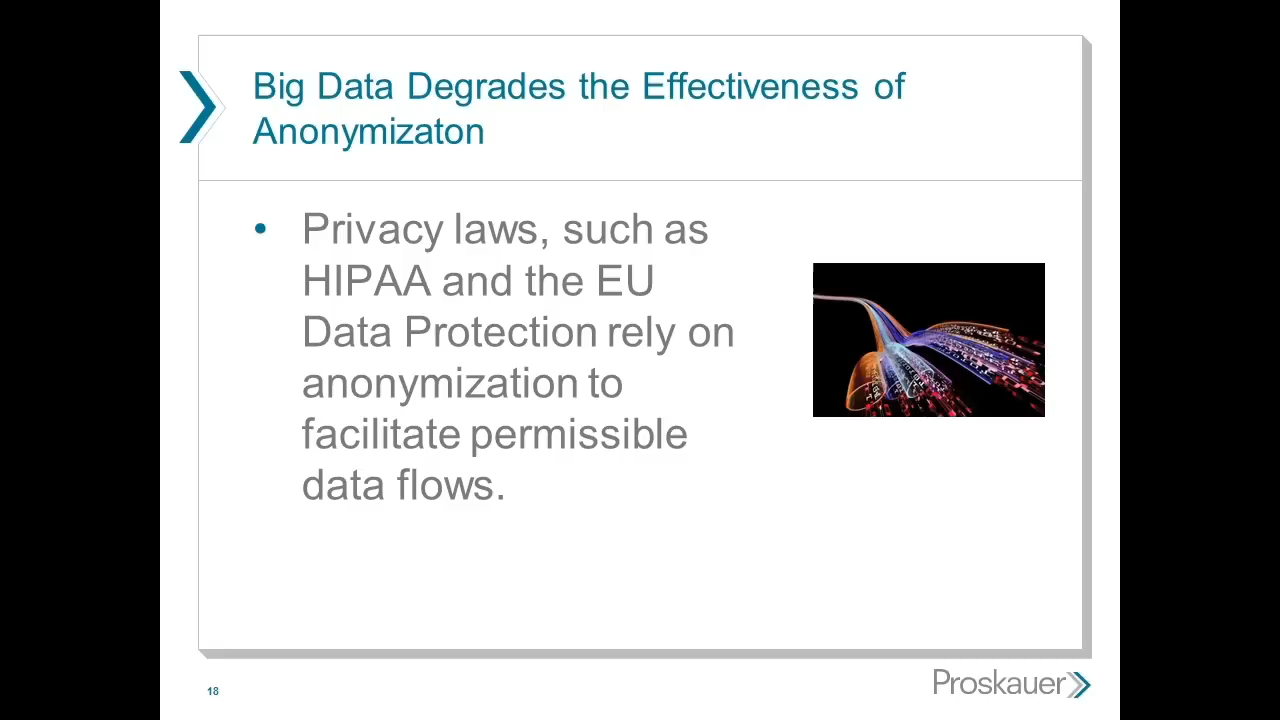 Big Data Degrades the Effectiveness of
Anonymizaton
• Privacy laws, such as
HIPAA and the EU
Data Protection rely on
anonymization to
facilitate permissible
data flows.
18
Proskauer